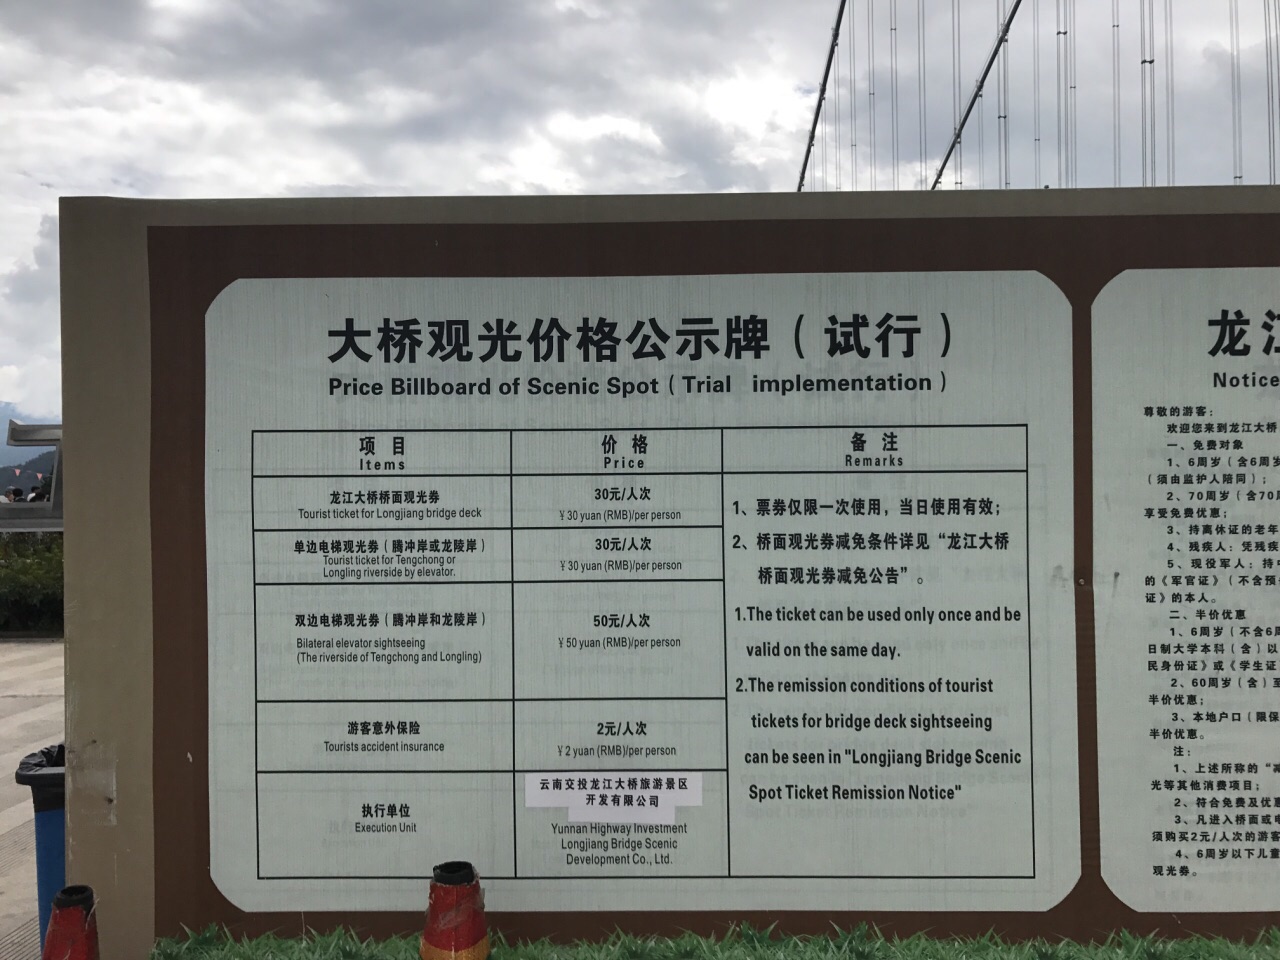 大桥观光价格公示牌（试行）
Price Billboard of Scenic Spot（Trial implementation）
项 目
Items
价 格
Price
备 注
Remarks
龙江大桥桥面观光券
Tourist ticket for Longjiang bridge deck
30元/人次
￥30 yuan (RMB)/per person
单边电梯观光券（腾冲岸或龙陵岸）
Tourist ticket for Tengchong or
Longling riverside by elevator.
30元/人次
￥30 yuan (RMB)/per person
双边电梯观光券（腾冲岸和龙陵岸）
Bilateral elevator sightseeing
(The riverside of Tengchong and Longling)
50元/人次
￥50 yuan (RMB)/per person
游客意外保险
Tourists accident insurance
2元/人次
￥2 yuan (RMB)/per person
执行单位
Execution Unit
云南交投龙江大桥旅游景区
开发有限公司
Yunnan Highway Investment
Longjiang Bridge Scenic
Development Co., Ltd.
1、票券仅限一次使用，当日使用有效；
2、桥面观光券减免条件详见“龙江大桥
桥面观光券减免公告”。
1.The ticket can be used only once and be
valid on the same day.
2.The remission conditions of tourist
tickets for bridge deck sightseeing
can be seen in "Longjiang Bridge Scenic
Spot Ticket Remission Notice"
龙江
Notice
尊敬的游客：
欢迎您来到龙江大桥
一、免费对象
1、6周岁（含6周岁
（须由监护人陪同）；
2、70周岁（含70周
享受免费优惠；
3、持离休证的老年
4、残疾人：凭残疾
5、现役军人：持中
的《军官证》（不含预
证》的本人。
二、半价优惠
1、6周岁（不含6周
日制大学本科（含）以
民身份证》或《学生证
2、60周岁（含）至
半价优惠；
3、本地户口（限保
半价优惠。
注：
1、上述所称的“减
光等其他消费项目；
2、符合免费及优惠
3、凡进入桥面或电
须购买2元/人次的游客
4、6周岁以下儿童
观光券。